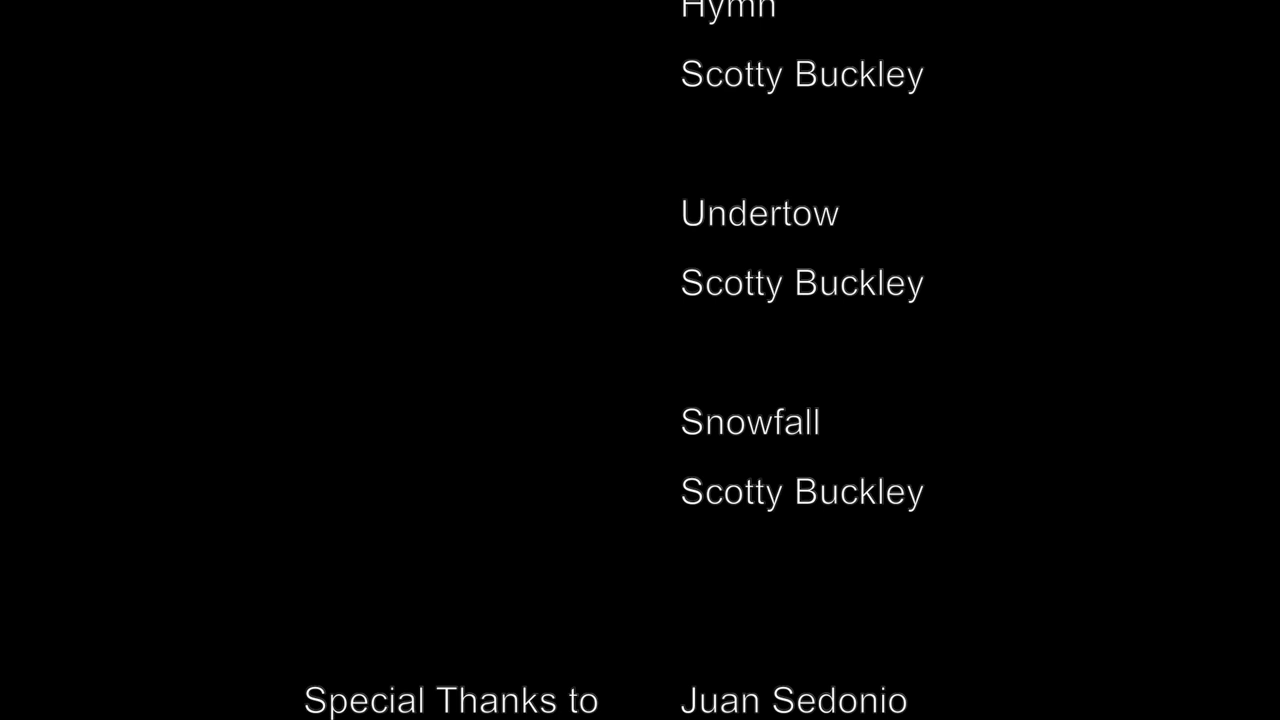 Hymn
Scotty Buckley
Undertow
Scotty Buckley
Snowfall
Scotty Buckley
Special Thanks to Juan Sedonio